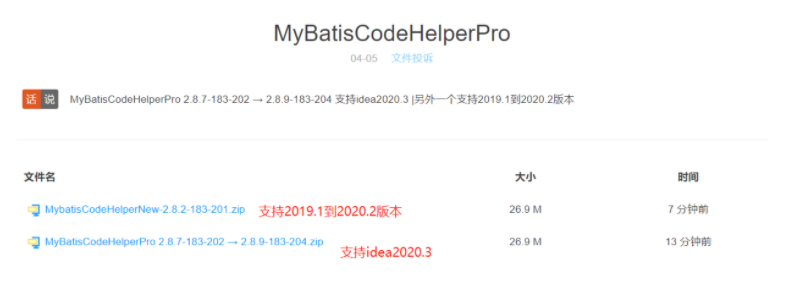 MyBatisCodeHelperPro
04-05 文件投诉
话说 MyBatisCodeHelperPro 2.8.7-183-202 → 2.8.9-183-204 支持idea2020.3 |另外一个支持2019.1到2020.2版本
文件名 大小 时间
MybatisCodeHelperNew-2.8.2-183-201.zip 支持2019.1到2020.2版本 26.9 M 7 分钟前
MyBatisCodeHelperPro 2.8.7-183-202 → 2.8.9-183-204.zip 支持idea2020.3 26.9 M 13 分钟前